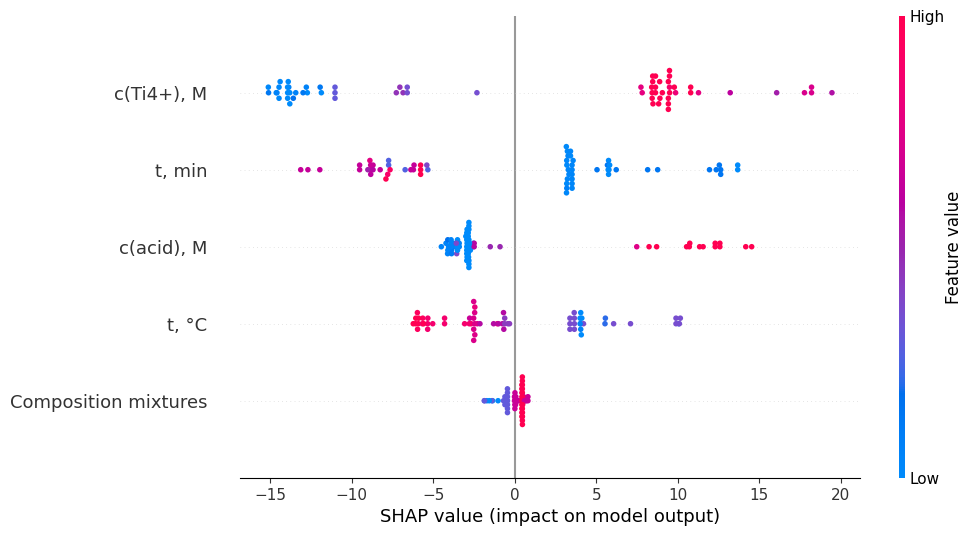 High
c(Ti4+), M
t, min
c(acid), M
t, °C
Composition mixtures
Feature value
Low
−15 −10 −5 0 5 10 15 20
SHAP value (impact on model output)